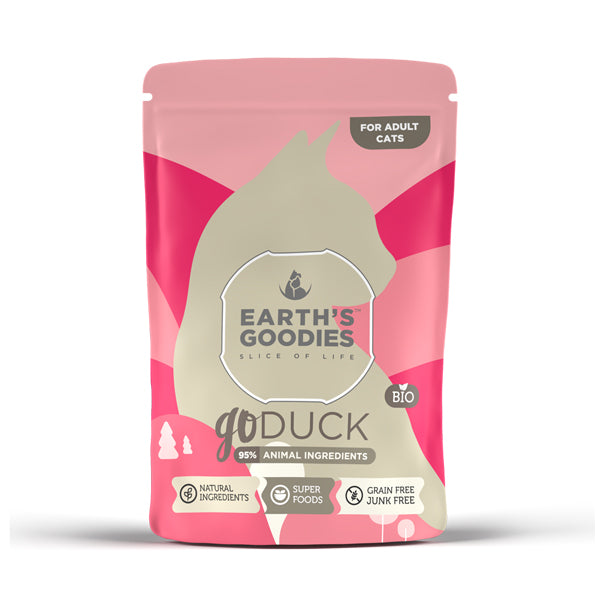 FOR ADULT
CATS
EARTH'S™
GOODIES
SLICE OF LIFE
BIO
goDUCK
95% ANIMAL INGREDIENTS
NATURAL
INGREDIENTS
SUPER
FOODS
GRAIN FREE
JUNK FREE